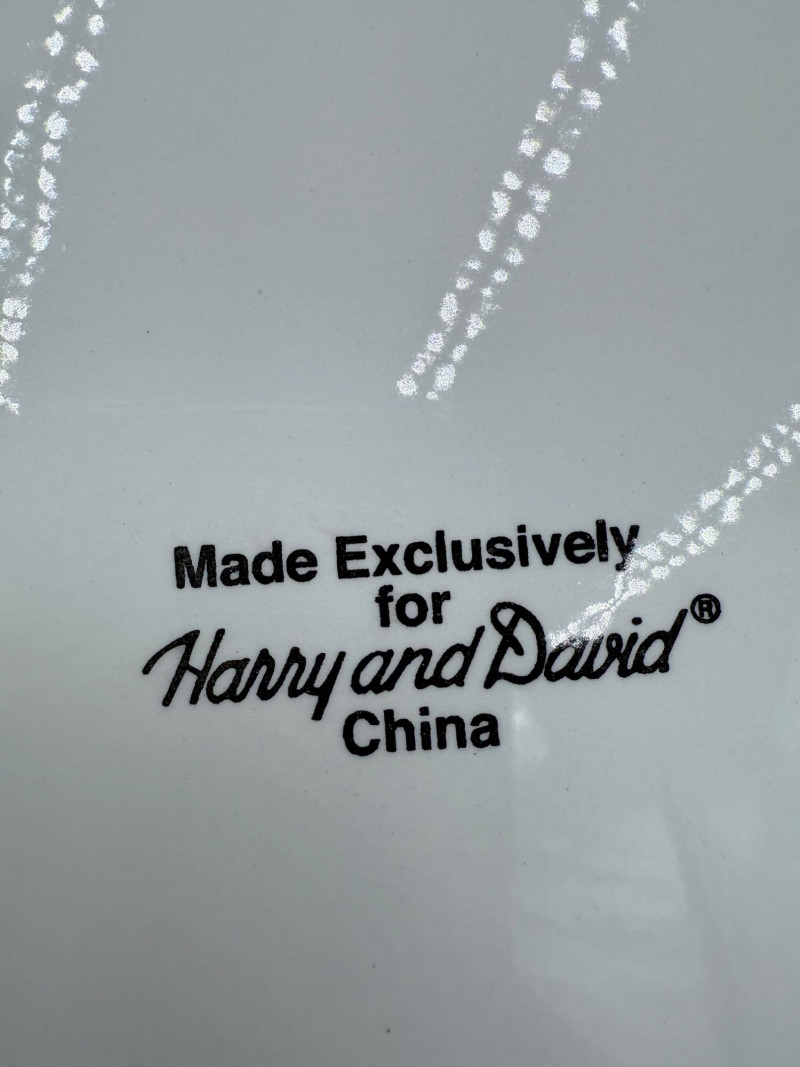 Made Exclusively
for
Harry and David®
China